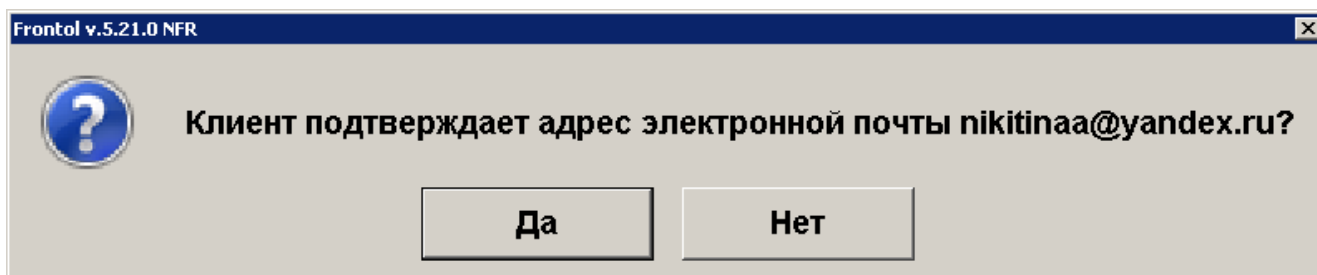 Frontol v.5.21.0 NFR
Клиент подтверждает адрес электронной почты nikitinaa@yandex.ru?
Да
Нет